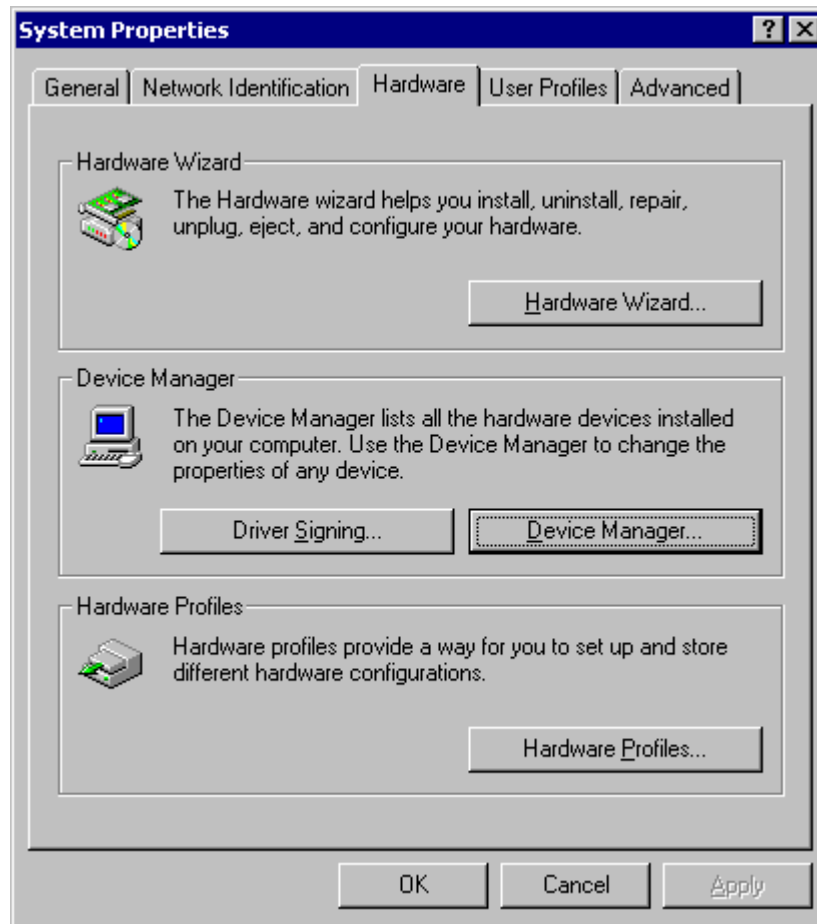 System Properties
General Network Identification Hardware User Profiles Advanced
Hardware Wizard
The Hardware wizard helps you install, uninstall, repair,
unplug, eject, and configure your hardware.
Hardware Wizard...
Device Manager
The Device Manager lists all the hardware devices installed
on your computer. Use the Device Manager to change the
properties of any device.
Driver Signing... Device Manager...
Hardware Profiles
Hardware profiles provide a way for you to set up and store
different hardware configurations.
Hardware Profiles...
OK Cancel Apply